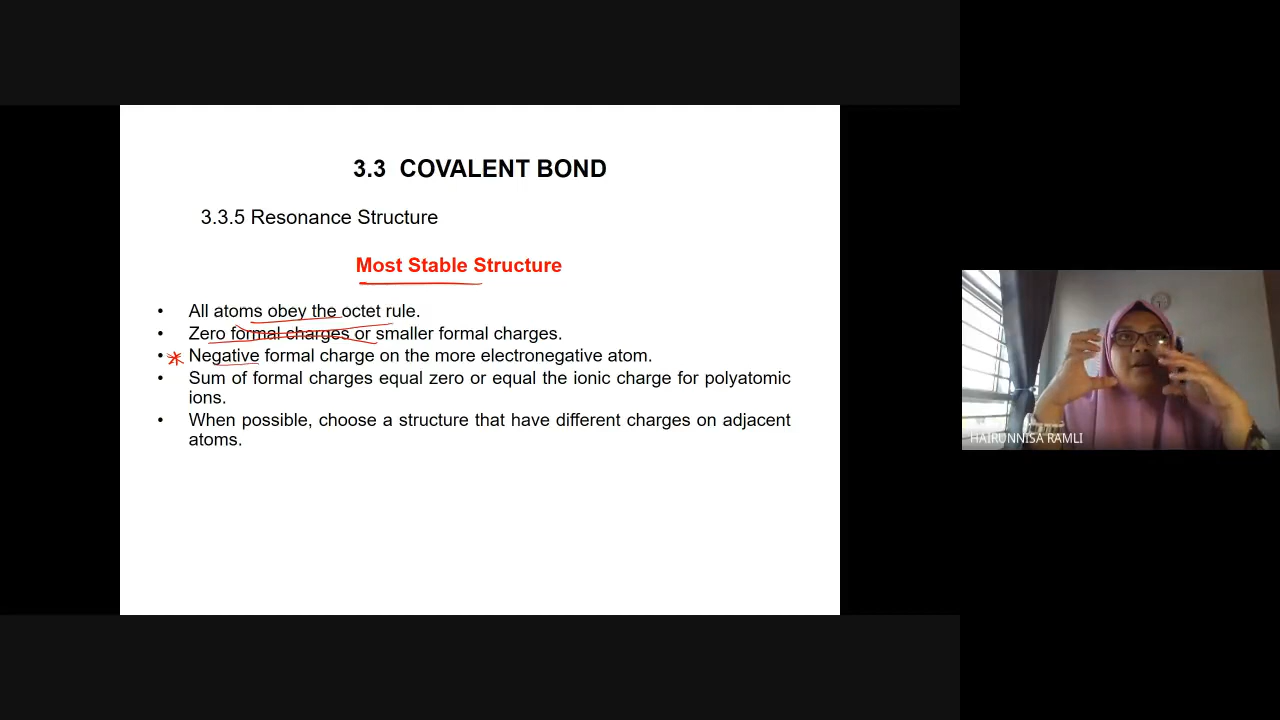 3.3 COVALENT BOND
3.3.5 Resonance Structure
Most Stable Structure
• All atoms obey the octet rule.
• Zero formal charges or smaller formal charges.
• Negative formal charge on the more electronegative atom.
• Sum of formal charges equal zero or equal the ionic charge for polyatomic
ions.
• When possible, choose a structure that have different charges on adjacent
atoms.
HAIRUNNISA RAMLI